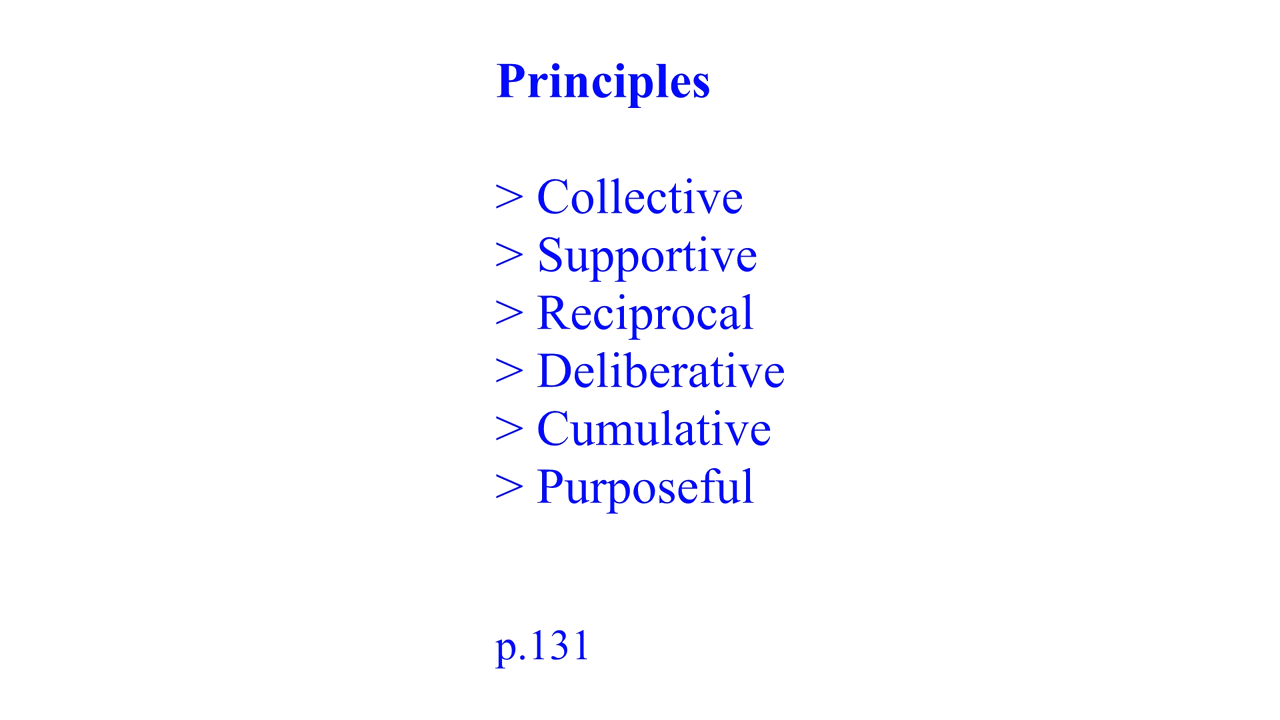 Principles
> Collective
> Supportive
> Reciprocal
> Deliberative
> Cumulative
> Purposeful
p.131